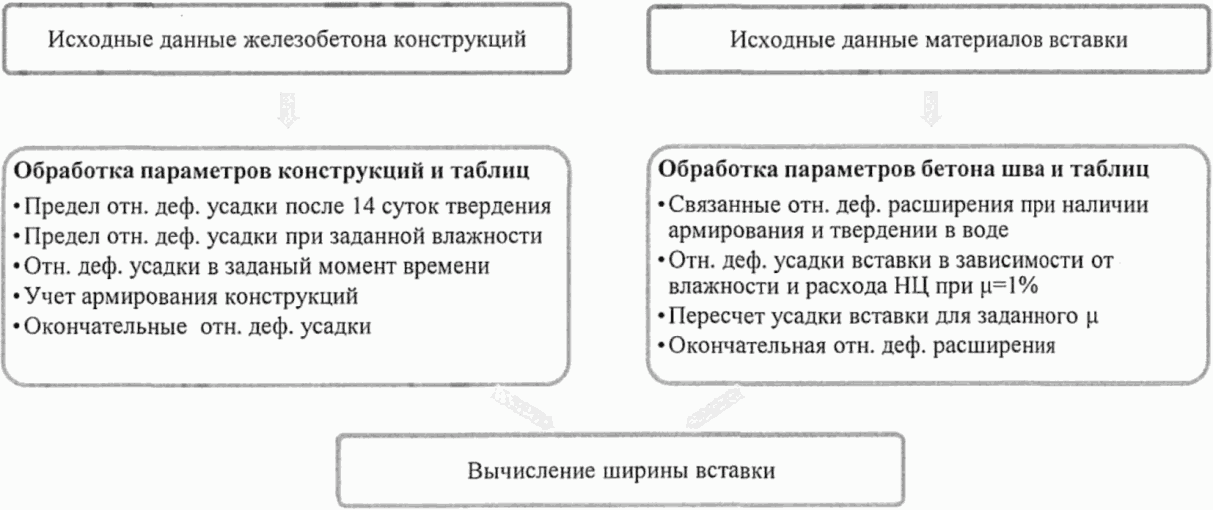 Исходные данные железобетона конструкций
Исходные данные материалов вставки
Обработка параметров конструкций и таблиц
•Предел отн. деф. усадки после 14 суток твердения
•Предел отн. деф. усадки при заданной влажности
•Отн. деф. усадки в заданый момент времени
•Учет армирования конструкций
•Окончательные отн. деф. усадки
Обработка параметров бетона шва и таблиц
•Связанные отн. деф. расширения при наличии
армирования и твердении в воде
•Отн. деф. усадки вставки в зависимости от
влажности и расхода НЦ при μ=1%
•Пересчет усадки вставки для заданного μ
•Окончательная отн. деф. расширения
Вычисление ширины вставки